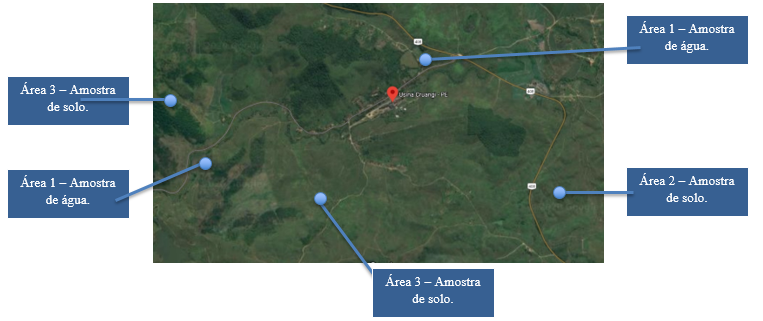 Área 1 – Amostra
de água.
Área 3 – Amostra
de solo.
Usina Cruangi - PE
Área 1 – Amostra
de água.
Área 2 – Amostra
de solo.
Área 3 – Amostra
de solo.